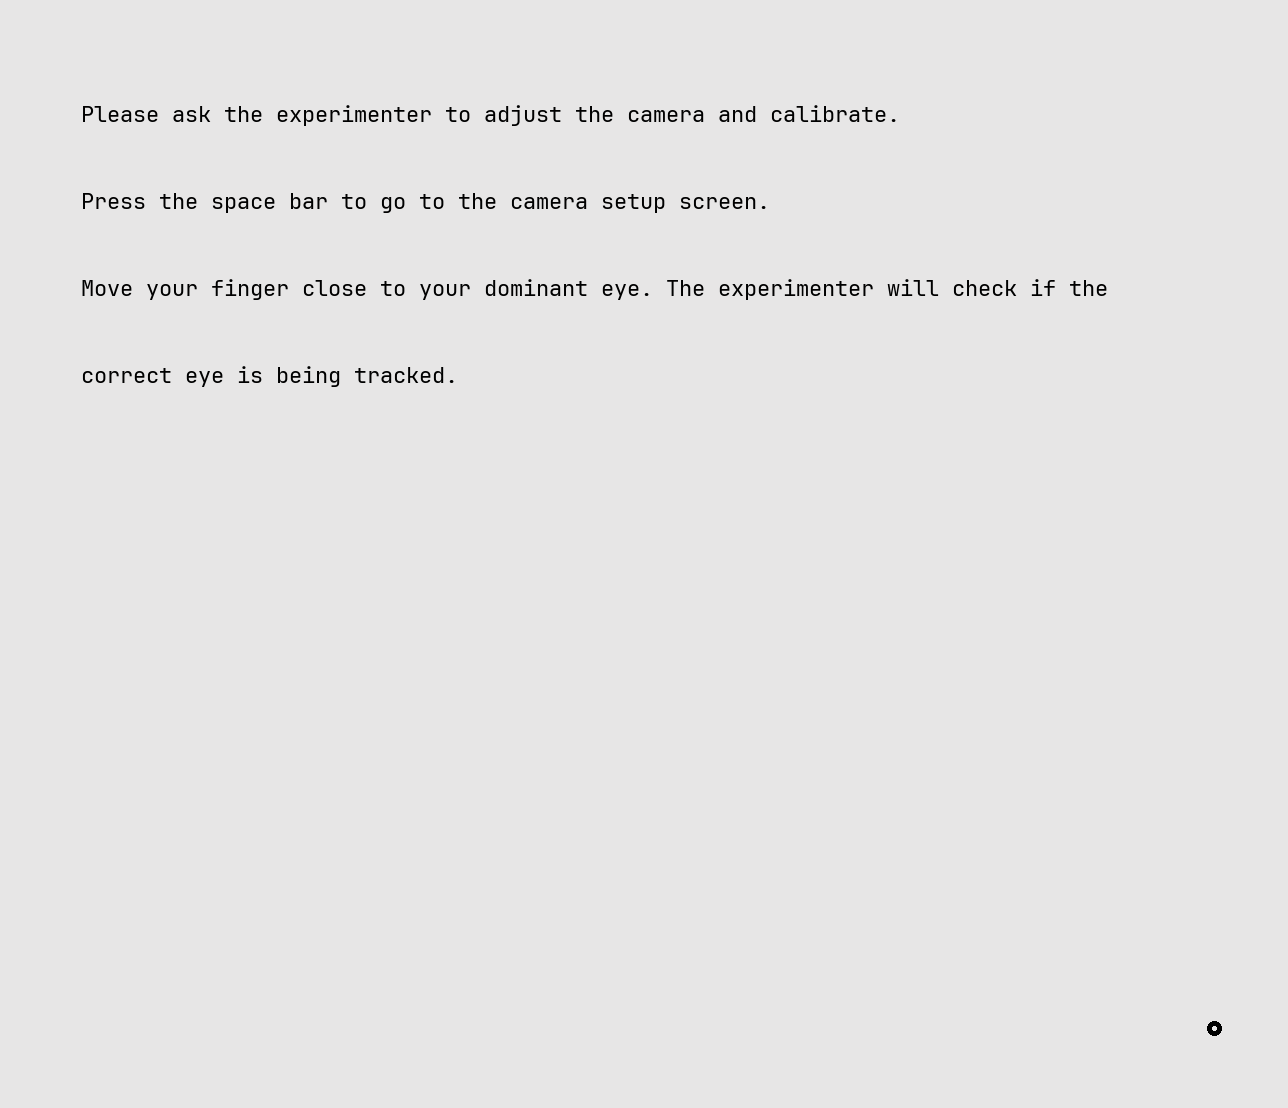 Please ask the experimenter to adjust the camera and calibrate.
Press the space bar to go to the camera setup screen.
Move your finger close to your dominant eye. The experimenter will check if the
correct eye is being tracked.